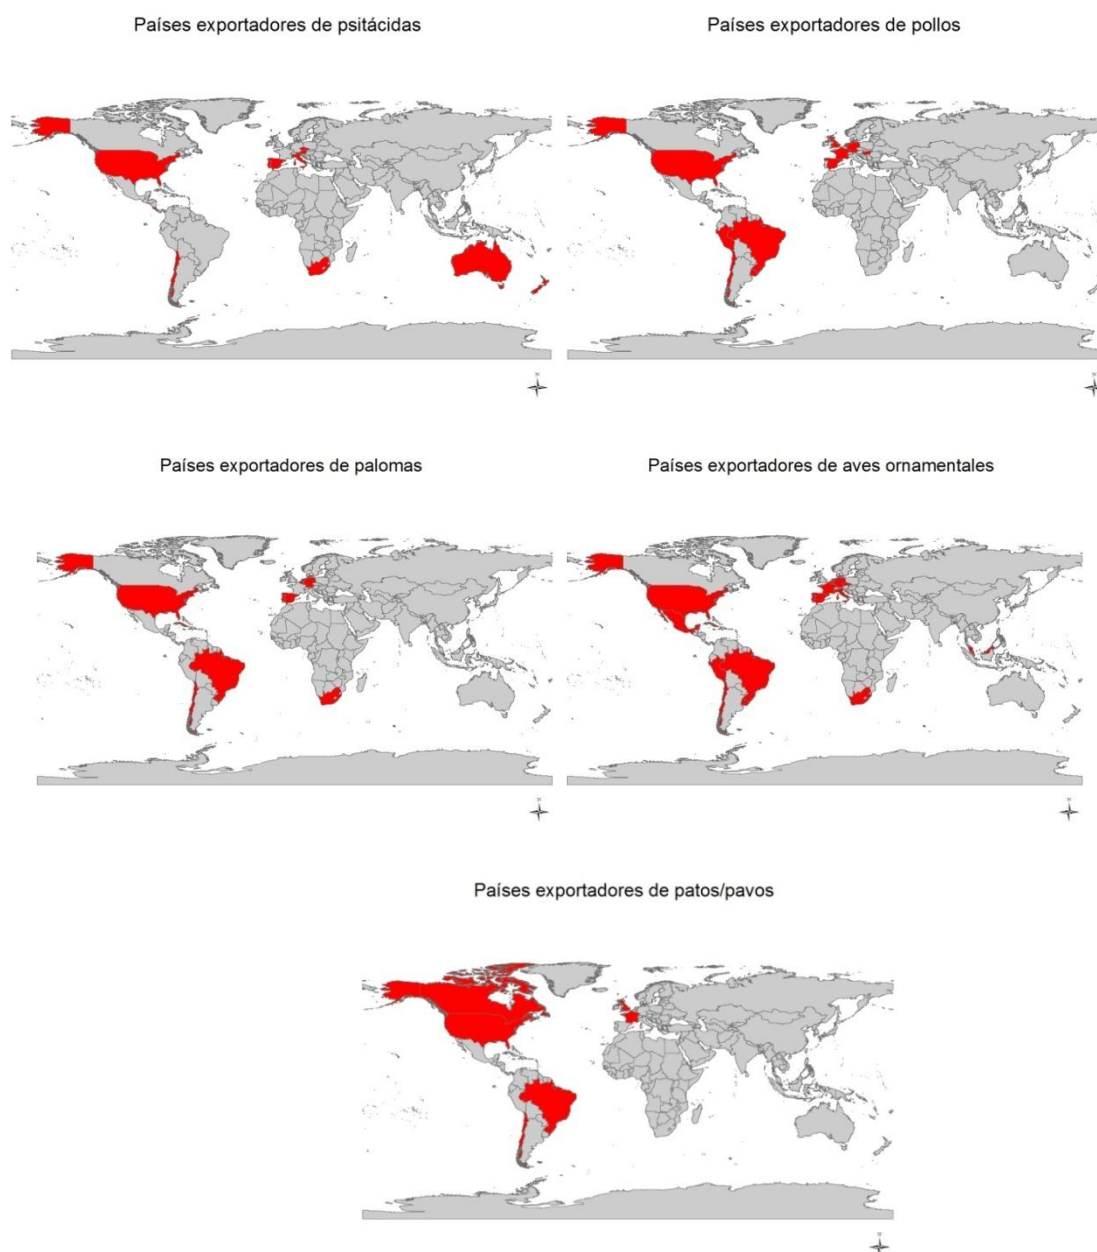 Países exportadores de psitácidas
Países exportadores de pollos
Países exportadores de palomas
Países exportadores de aves ornamentales
Países exportadores de patos/pavos